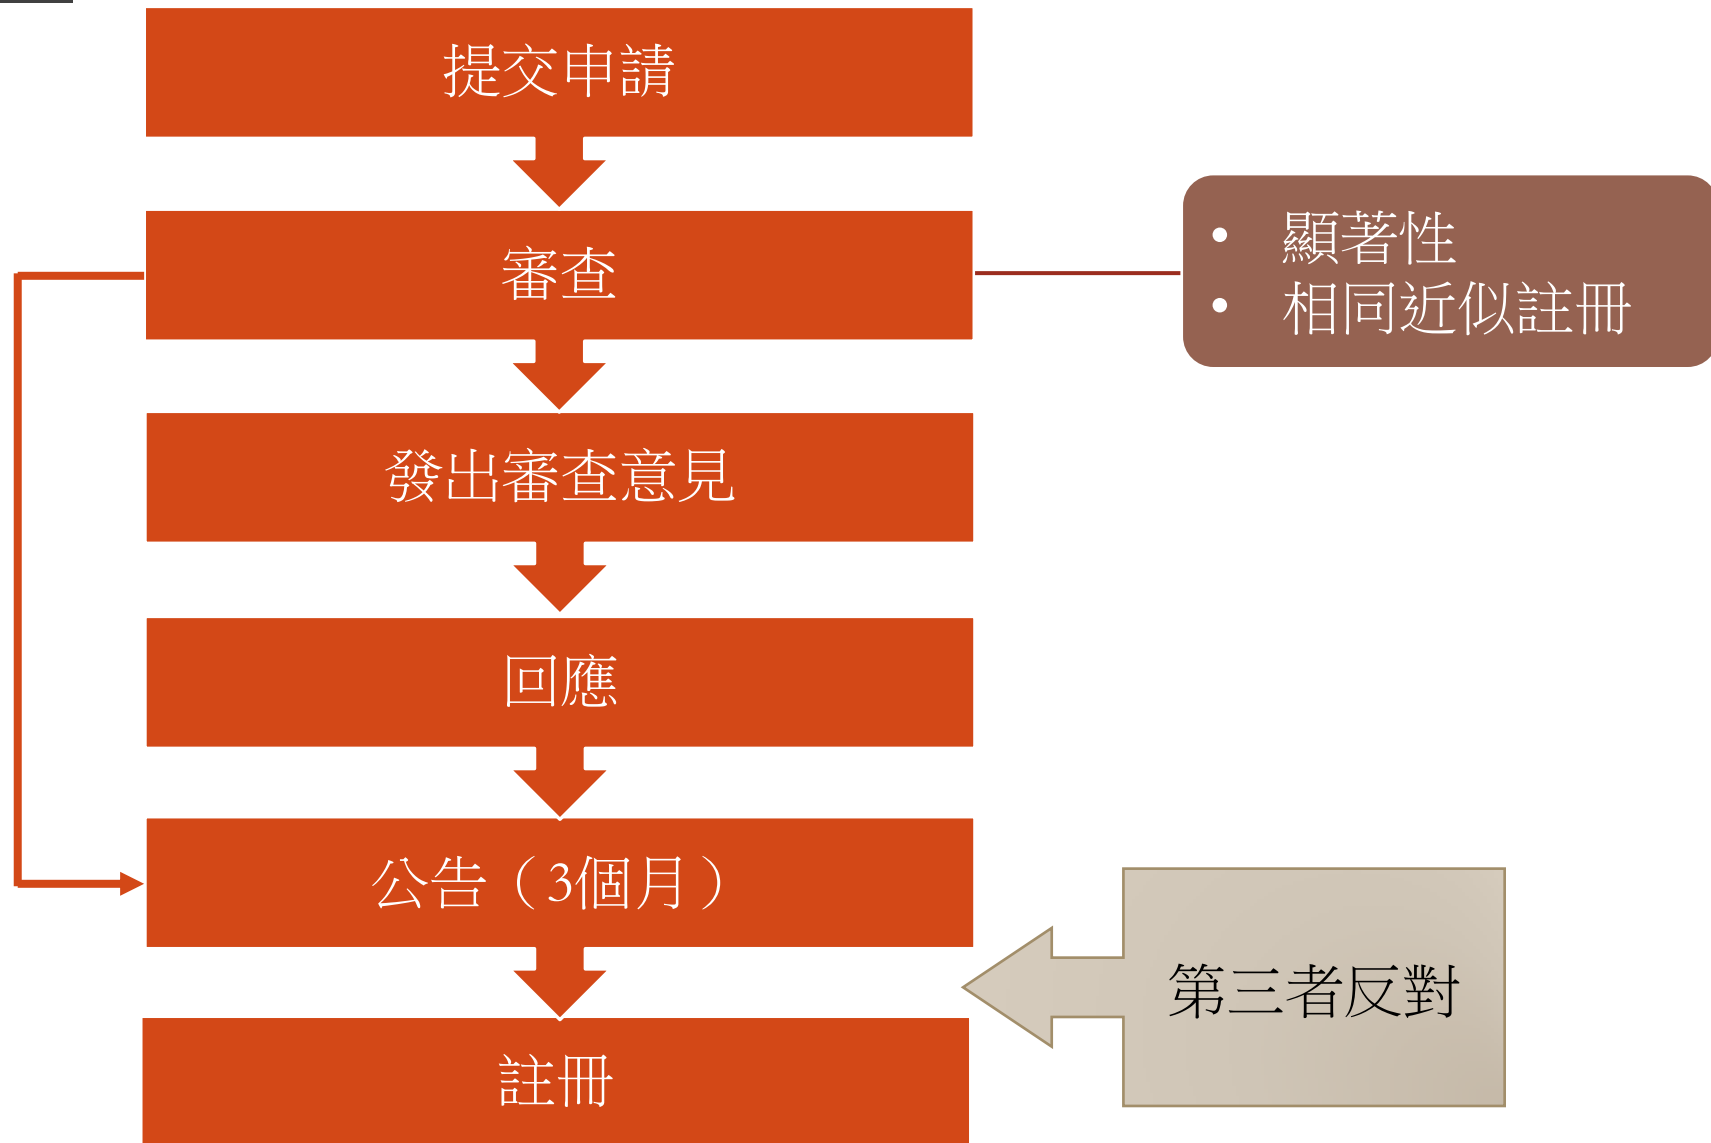 提交申請
審查
• 顯著性
• 相同近似註冊
發出審查意見
回應
公告（3個月）
第三者反對
註冊